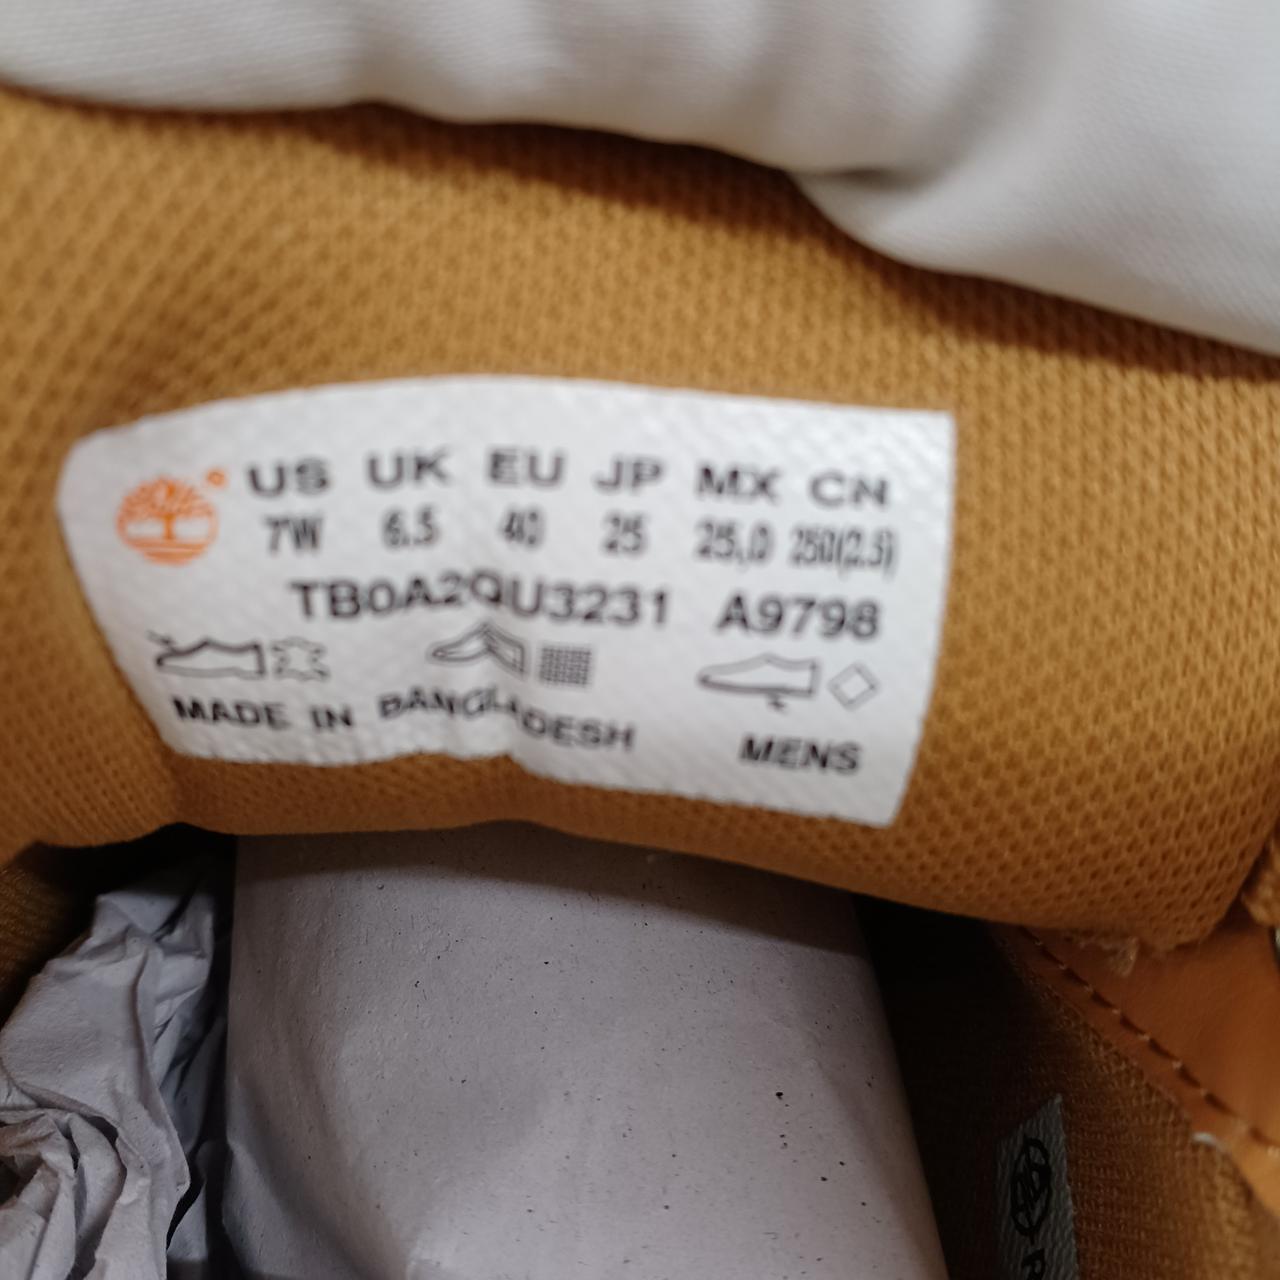 US UK EU JP MX CN
7W 6.5 40 25 25,0 250(2.5)
TB0A2QU3231 A9798
MADE IN BANGLADESH MENS